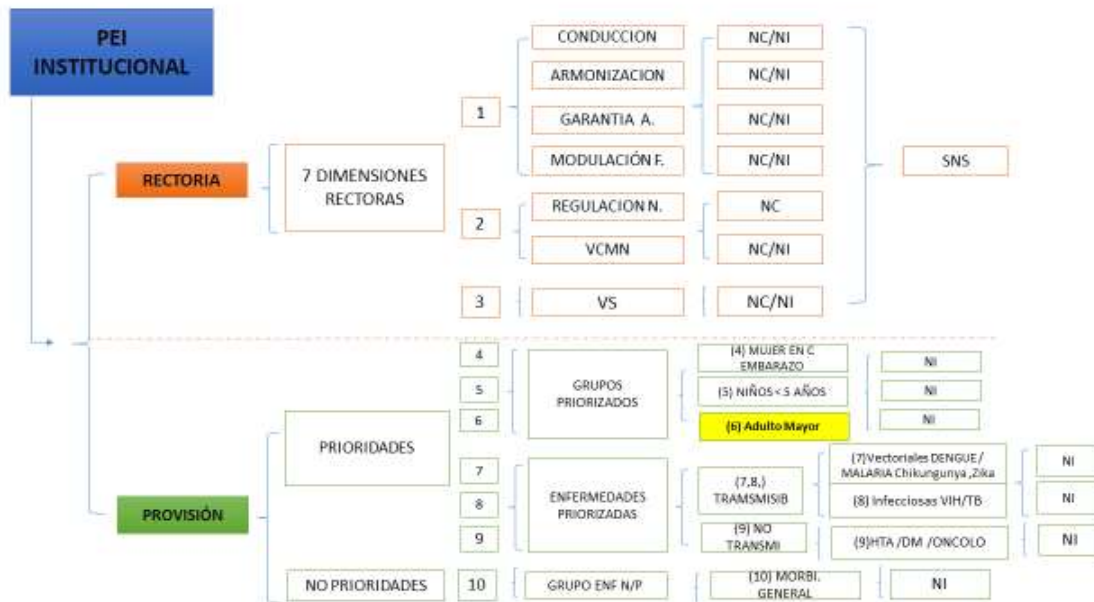 PEI
INSTITUCIONAL
RECTORIA
7 DIMENSIONES
RECTORAS
1
CONDUCCION
NC/NI
ARMONIZACION
NC/NI
GARANTIA A.
NC/NI
MODULACIÓN F.
NC/NI
2
REGULACION N.
NC
VCMN
NC/NI
3
VS
NC/NI
SNS
PROVISIÓN
PRIORIDADES
4
5
6
GRUPOS
PRIORIZADOS
(4) MUJER EN C
EMBARAZO
NI
(5) NIÑOS < 5 AÑOS
NI
(6) Adulto Mayor
NI
7
8
9
ENFERMEDADES
PRIORIZADAS
(7,8,)
TRAMSMISIB
(7)Vectoriales DENGUE/
MALARIA Chikungunya ,Zika
NI
(8) Infecciosas VIH/TB
NI
(9) NO
TRANSMI
(9)HTA /DM /ONCOLO
NI
NO PRIORIDADES
10
GRUPO ENF N/P
(10) MORBI.
GENERAL
NI